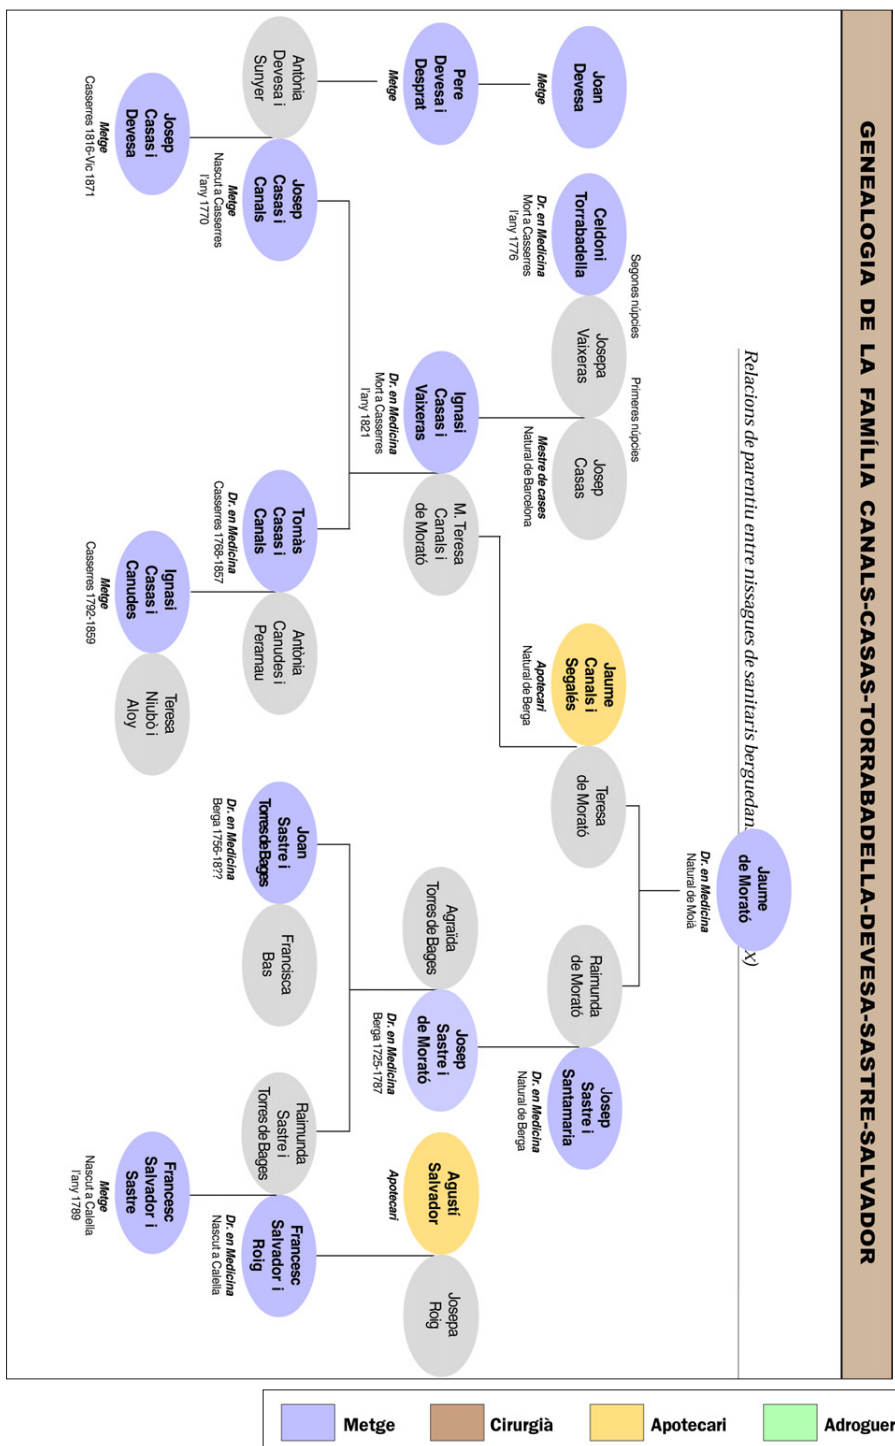 GENEALOGIA DE LA FAMÍLIA CANALS-CASAS-TORRABADELLA-DEVESA-SASTRE-SALVADOR
Relacions de parentiu entre nissagues de sanitaris berguedans
x)
Jaume
de Morató
Dr. en Medicina
Natural de Moià
Joan
Devesa
Metge
Celdoni
Torrabadella
Dr. en Medicina
Mort a Casserres
l'any 1776
Segones núpcies
Josepa
Vaixeras
Primeres núpcies
Josep
Casas
Mestre de cases
Natural de Barcelona
Jaume
Canals i
Segalés
Apotecari
Natural de Berga
Teresa
de Morató
Raimunda
de Morató
Josep
Sastre i
Santamaria
Dr. en Medicina
Natural de Berga
Pere
Devesa i
Desprat
Metge
Ignasi
Casas i
Vaixeras
Dr. en Medicina
Mort a Casserres
l'any 1821
M. Teresa
Canals i
de Morató
Agraïda
Torres de Bages
Josep
Sastre i
de Morató
Dr. en Medicina
Berga 1725-1787
Agustí
Salvador
Apotecari
Josepa
Roig
Antònia
Devesa i
Sunyer
Josep
Casas i
Canals
Metge
Nascut a Casserres
l'any 1770
Tomàs
Casas i
Canals
Dr. en Medicina
Casserres 1768-1857
Antònia
Canudes i
Peramau
Joan
Sastre i
Torres de Bages
Dr. en Medicina
Berga 1756-18??
Francisca
Bas
Raimunda
Sastre i
Torres de Bages
Francesc
Salvador i
Roig
Dr. en Medicina
Nascut a Calella
Josep
Casas i
Devesa
Metge
Casserres 1816-Vic 1871
Ignasi
Casas i
Canudes
Metge
Casserres 1792-1859
Teresa
Niubò i
Aloy
Francesc
Salvador i
Sastre
Metge
Nascut a Calella
l'any 1789
Metge
Cirurgià
Apotecari
Adroguer